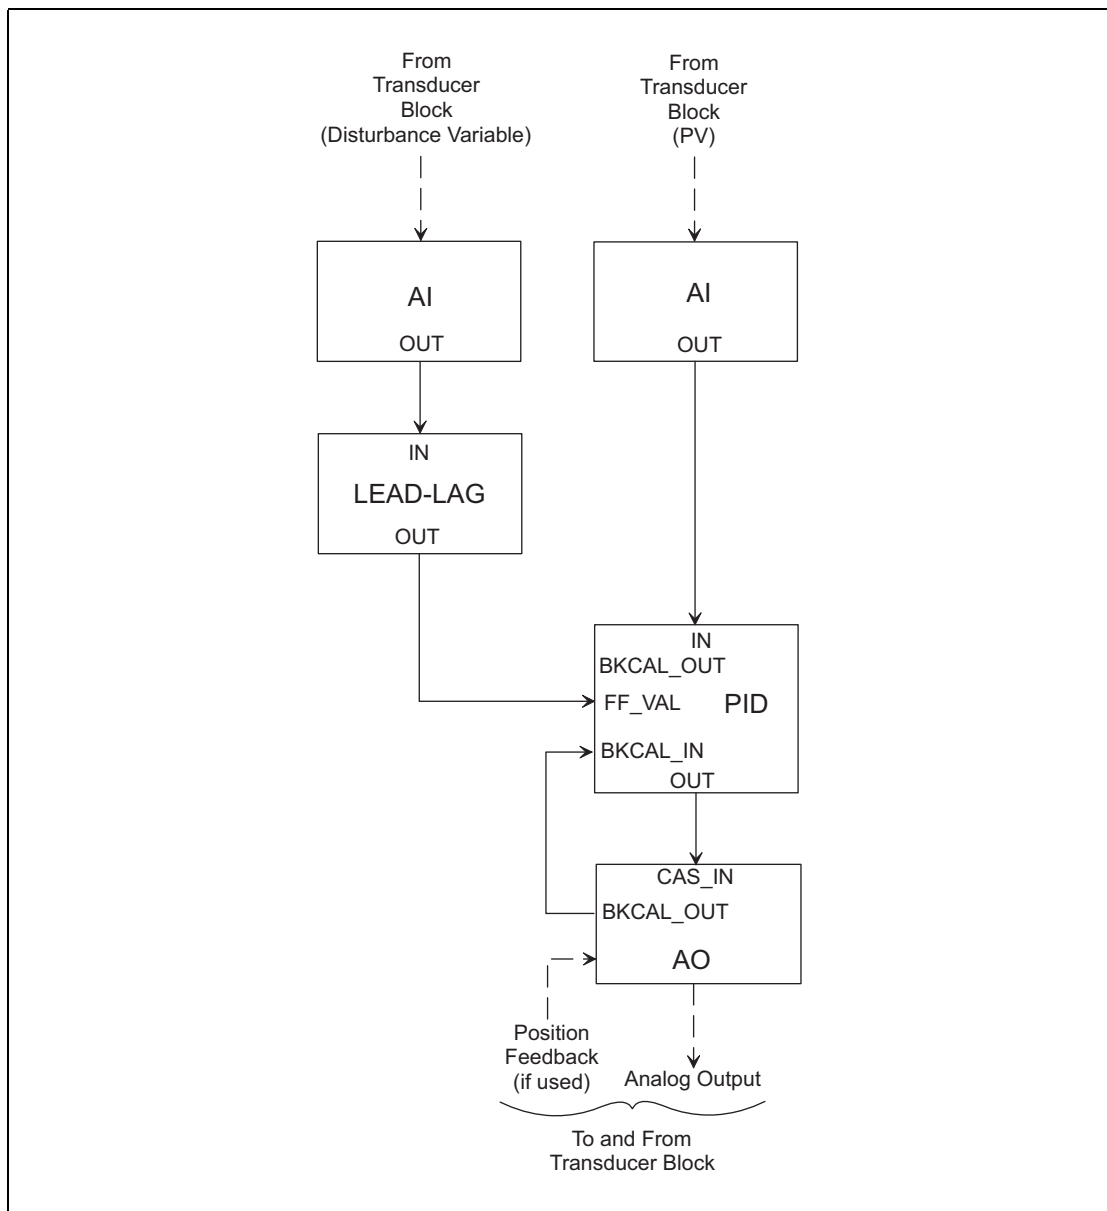 From
Transducer
Block
(Disturbance Variable)
From
Transducer
Block
(PV)
AI
OUT
AI
OUT
IN
LEAD-LAG
OUT
IN
BKCAL_OUT
FF_VAL
PID
BKCAL_IN
OUT
CAS_IN
BKCAL_OUT
AO
Position
Feedback
(if used)
Analog Output
To and From
Transducer Block